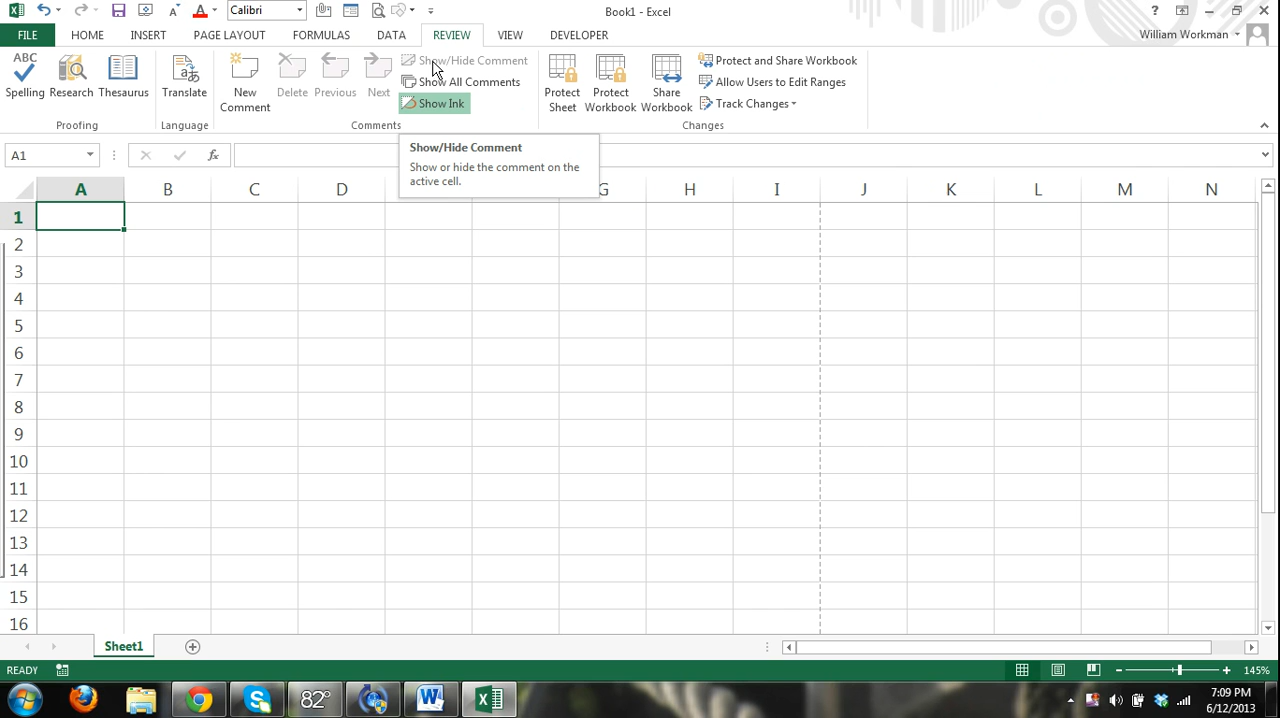 Calibri
Book1 - Excel
?
FILE HOME INSERT PAGE LAYOUT FORMULAS DATA REVIEW VIEW DEVELOPER
William Workman
ABC
Spelling Research Thesaurus
Proofing
Translate
Language
New Comment
Delete Previous Next
Show/Hide Comment
Show All Comments
Show Ink
Comments
Protect Sheet
Protect Workbook
Share Workbook
Protect and Share Workbook
Allow Users to Edit Ranges
Track Changes
Changes
A1
fx
Show/Hide Comment
Show or hide the comment on the
active cell.
A B C D G H I J K L M N
1
2
3
4
5
6
7
8
9
10
11
12
13
14
15
16
Sheet1
READY
145%
82°
7:09 PM
6/12/2013